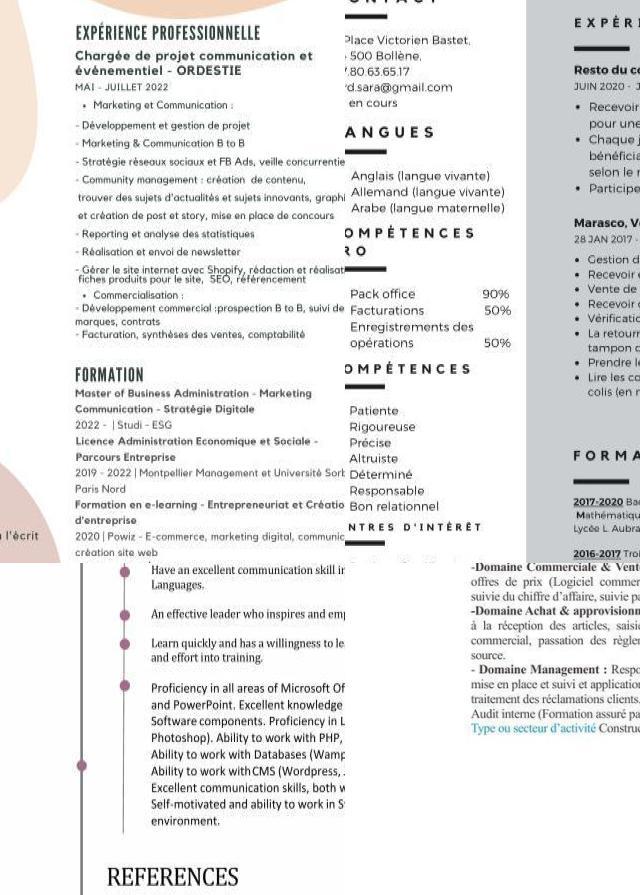 EXPÉRIENCE PROFESSIONNELLE
Chargée de projet communication et
événementiel - ORDESTIE
MAI - JUILLET 2022
• Marketing et Communication :
- Développement et gestion de projet
- Marketing & Communication B to B
- Stratégie réseaux sociaux et FB Ads, veille concurrentie
- Community management : création de contenu,
trouver des sujets d'actualités et sujets innovants, graphi
et création de post et story, mise en place de concours
- Reporting et analyse des statistiques
- Réalisation et envoi de newsletter
- Gérer le site internet avec Shopify, rédaction et réalisat
fiches produits pour le site, SEO, référencement
• Commercialisation :
- Développement commercial :prospection B to B, suivi de
marques, contrats
- Facturation, synthèses des ventes, comptabilité
FORMATION
Master of Business Administration - Marketing
Communication - Stratégie Digitale
2022 - | Studi - ESG
Licence Administration Economique et Sociale -
Parcours Entreprise
2019 - 2022 | Montpellier Management et Université Sorb
Paris Nord
Formation en e-learning - Entrepreneuriat et Créatio
d'entreprise
2020 | Powiz - E-commerce, marketing digital, communic
création site web
à l'écrit
Place Victorien Bastet,
500 Bollène,
7.80.63.65.17
rd.sara@gmail.com
en cours
ANGUES
Anglais (langue vivante)
Allemand (langue vivante)
Arabe (langue maternelle)
OMPÉTENCES
RO
Pack office 90%
Facturations 50%
Enregistrements des
opérations 50%
OMPÉTENCES
Patiente
Rigoureuse
Précise
Altruiste
Déterminé
Responsable
Bon relationnel
NTRES D'INTÉRÊT
EXPÉRI
Resto du co
JUIN 2020 - J
• Recevoir
pour une
• Chaque j
bénéficia
selon le r
• Participe
Marasco, Ve
28 JAN 2017 -
• Gestion d
• Recevoir e
• Vente de
• Recevoir c
• Vérificatio
• La retourn
tampon d
• Prendre le
• Lire les co
colis (en r
FORMA
2017-2020 Bac
Mathématiqu
Lycée L. Aubra
2016-2017 Troi
Have an excellent communication skill in
Languages.
An effective leader who inspires and emp
Learn quickly and has a willingness to le
and effort into training.
Proficiency in all areas of Microsoft Of
and PowerPoint. Excellent knowledge
Software components. Proficiency in L
Photoshop). Ability to work with PHP,
Ability to work with Databases (Wamp
Ability to work with CMS (Wordpress, .
Excellent communication skills, both w
Self-motivated and ability to work in S
environment.
REFERENCES
-Domaine Commerciale & Vent
offres de prix (Logiciel commer
suivie du chiffre d'affaire, suivie pa
-Domaine Achat & approvisionn
à la réception des articles, saisi
commercial, passation des règler
source.
- Domaine Management : Respo
mise en place et suivi et application
traitement des réclamations clients.
Audit interne (Formation assuré pa
Type ou secteur d'activité Construc